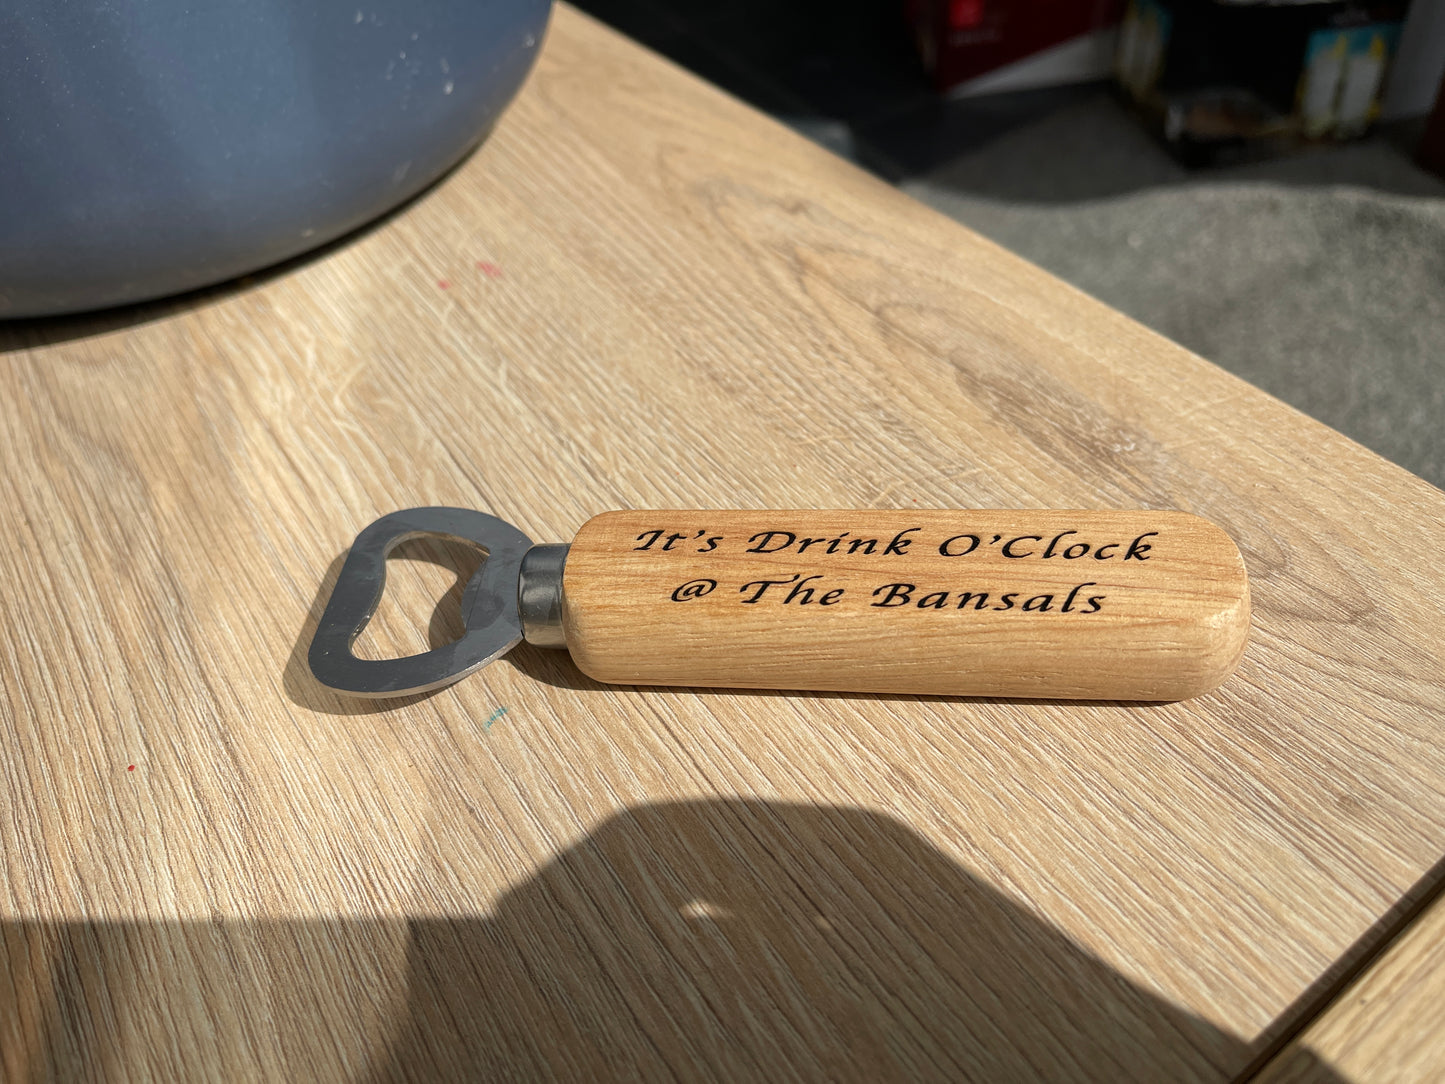 It's Drink O'Clock
@ The Bansals